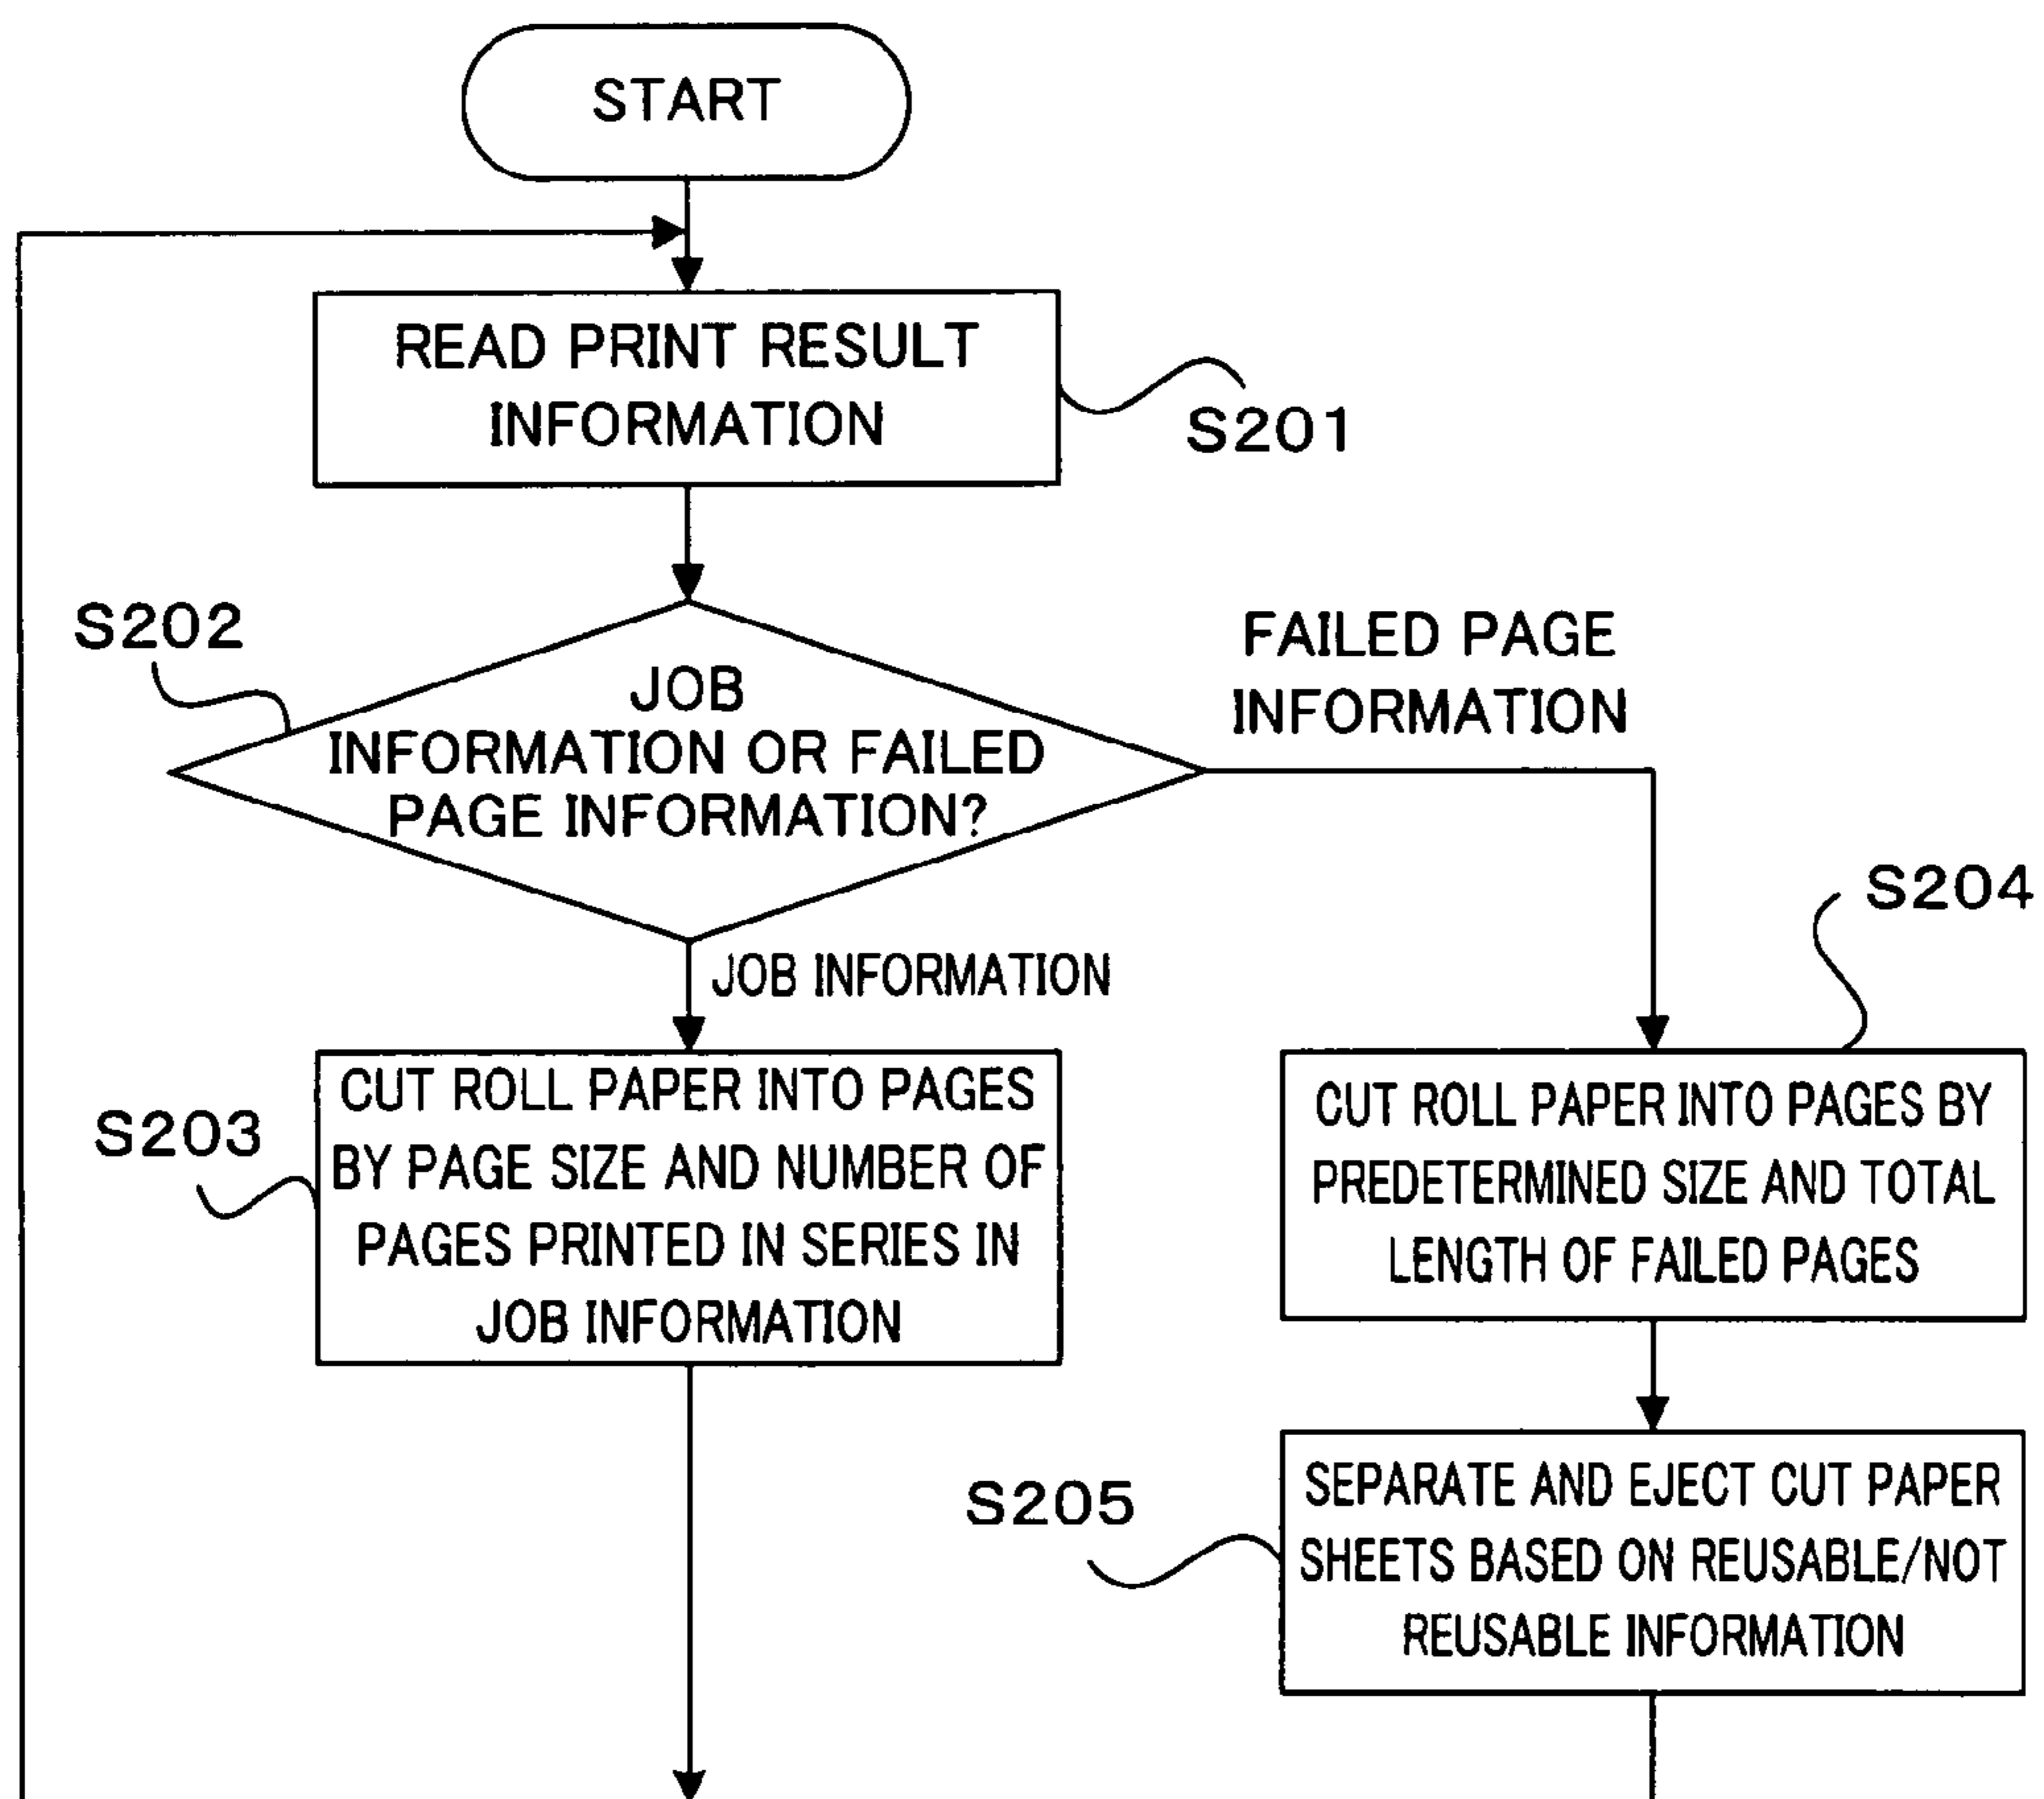 START
READ PRINT RESULT
INFORMATION
S201
S202
JOB
INFORMATION OR FAILED
PAGE INFORMATION?
FAILED PAGE
INFORMATION
JOB INFORMATION
S203
CUT ROLL PAPER INTO PAGES
BY PAGE SIZE AND NUMBER OF
PAGES PRINTED IN SERIES IN
JOB INFORMATION
S204
CUT ROLL PAPER INTO PAGES BY
PREDETERMINED SIZE AND TOTAL
LENGTH OF FAILED PAGES
S205
SEPARATE AND EJECT CUT PAPER
SHEETS BASED ON REUSABLE/NOT
REUSABLE INFORMATION